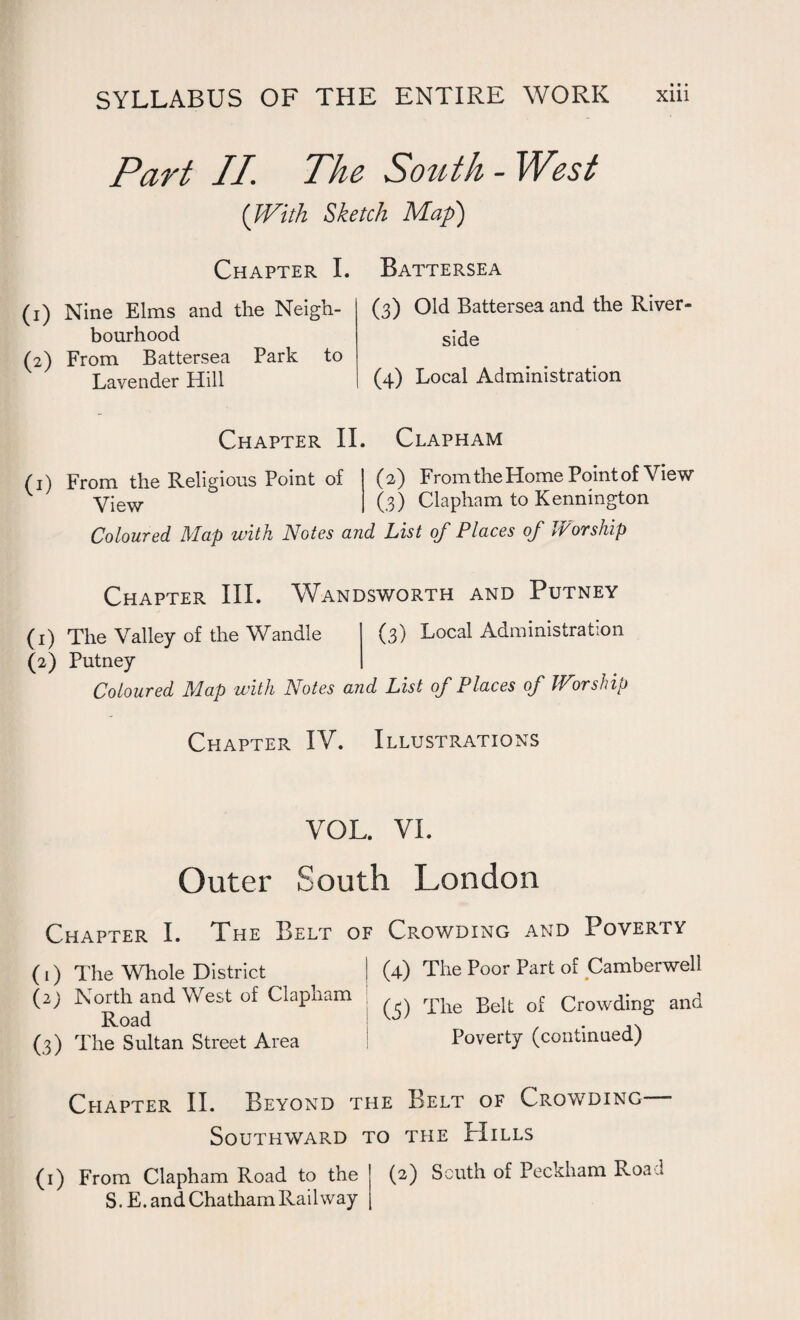 SYLLABUS OF THE ENTIRE WORK xiii
Part II. The South-West
(With Sketch Map)
Chapter I. Battersea
(1) Nine Elms and the Neigh-
bourhood
(2) From Battersea Park to
Lavender Hill
(3) Old Battersea and the River-
side
(4) Local Administration
Chapter II. Clapham
(1) From the Religious Point of
View
(2) From the Home Point of View
(3) Clapham to Kennington
Coloured Map with Notes and List of Places of Worship
Chapter III. Wandsworth and Putney
(1) The Valley of the Wandle
(2) Putney
(3) Local Administration
Coloured Map with Notes and List of Places of Worship
Chapter IV. Illustrations
VOL. VI.
Outer South London
Chapter I. The Belt of Crowding and Poverty
(1) The Whole District
(2) North and West of Clapham
Road
(3) The Sultan Street Area
(4) The Poor Part of Camberwell
(5) The Belt of Crowding and
Poverty (continued)
Chapter II. Beyond the Belt of Crowding—
Southward to the Hills
(1) From Clapham Road to the
S.E. and Chatham Railway
(2) South of Peckham Road